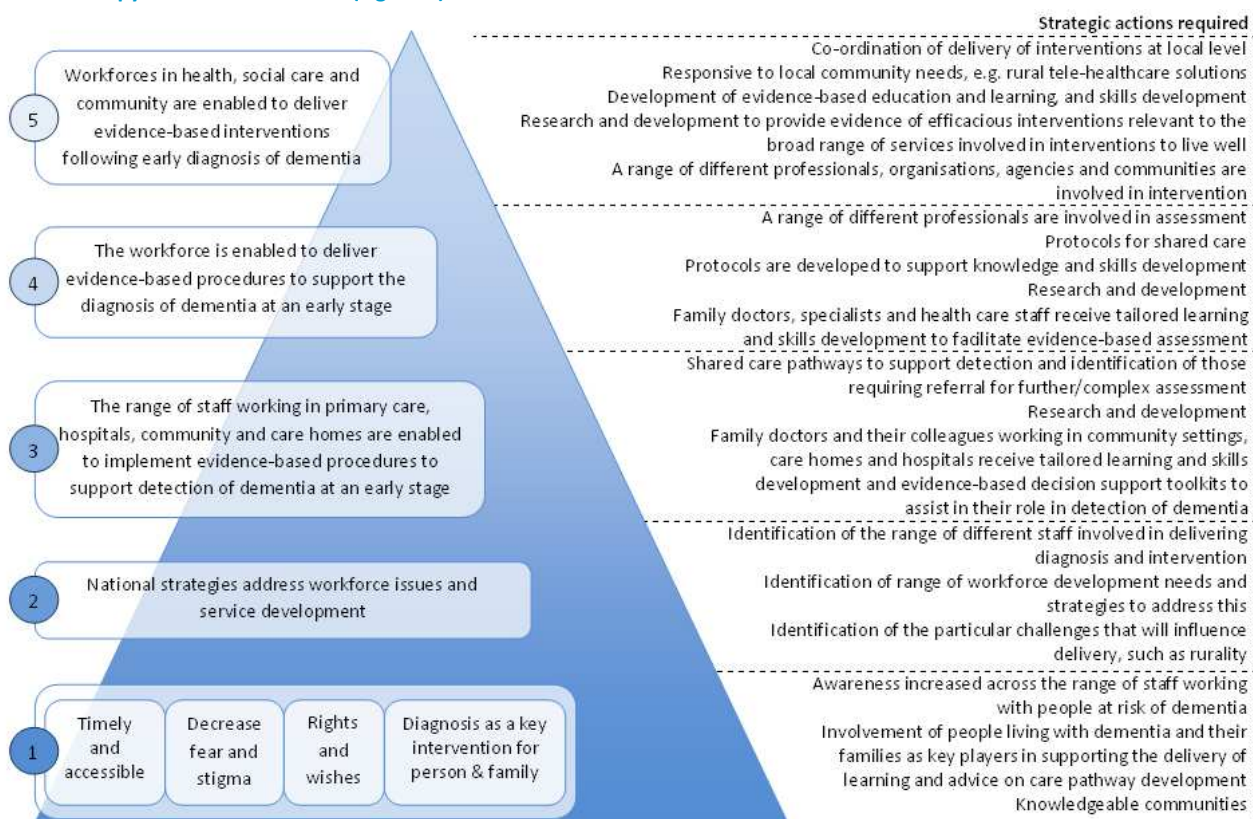 Strategic actions required
5
Workforces in health, social care and
community are enabled to deliver
evidence-based interventions
following early diagnosis of dementia
Co-ordination of delivery of interventions at local level
Responsive to local community needs, e.g. rural tele-healthcare solutions
Development of evidence-based education and learning, and skills development
Research and development to provide evidence of efficacious interventions relevant to the
broad range of services involved in interventions to live well
A range of different professionals, organisations, agencies and communities are
involved in intervention
4
The workforce is enabled to deliver
evidence-based procedures to support the
diagnosis of dementia at an early stage
A range of different professionals are involved in assessment
Protocols for shared care
Protocols are developed to support knowledge and skills development
Research and development
Family doctors, specialists and health care staff receive tailored learning
and skills development to facilitate evidence-based assessment
3
The range of staff working in primary care,
hospitals, community and care homes are enabled
to implement evidence-based procedures to
support detection of dementia at an early stage
Shared care pathways to support detection and identification of those
requiring referral for further/complex assessment
Research and development
Family doctors and their colleagues working in community settings,
care homes and hospitals receive tailored learning and skills
development and evidence-based decision support toolkits to
assist in their role in detection of dementia
2
National strategies address workforce issues and
service development
Identification of the range of different staff involved in delivering
diagnosis and intervention
Identification of range of workforce development needs and
strategies to address this
Identification of the particular challenges that will influence
delivery, such as rurality
1
Timely
and
accessible
Decrease
fear and
stigma
Rights
and
wishes
Diagnosis as a key
intervention for
person & family
Awareness increased across the range of staff working
with people at risk of dementia
Involvement of people living with dementia and their
families as key players in supporting the delivery of
learning and advice on care pathway development
Knowledgeable communities